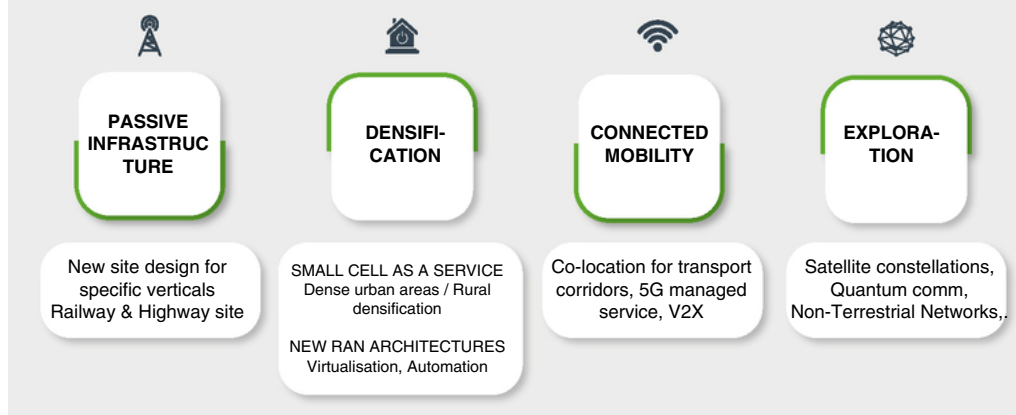 PASSIVE
INFRASTRUC
TURE
New site design for
specific verticals
Railway & Highway site
DENSIFI-
CATION
SMALL CELL AS A SERVICE
Dense urban areas / Rural
densification
NEW RAN ARCHITECTURES
Virtualisation, Automation
CONNECTED
MOBILITY
Co-location for transport
corridors, 5G managed
service, V2X
EXPLORA-
TION
Satellite constellations,
Quantum comm,
Non-Terrestrial Networks,.